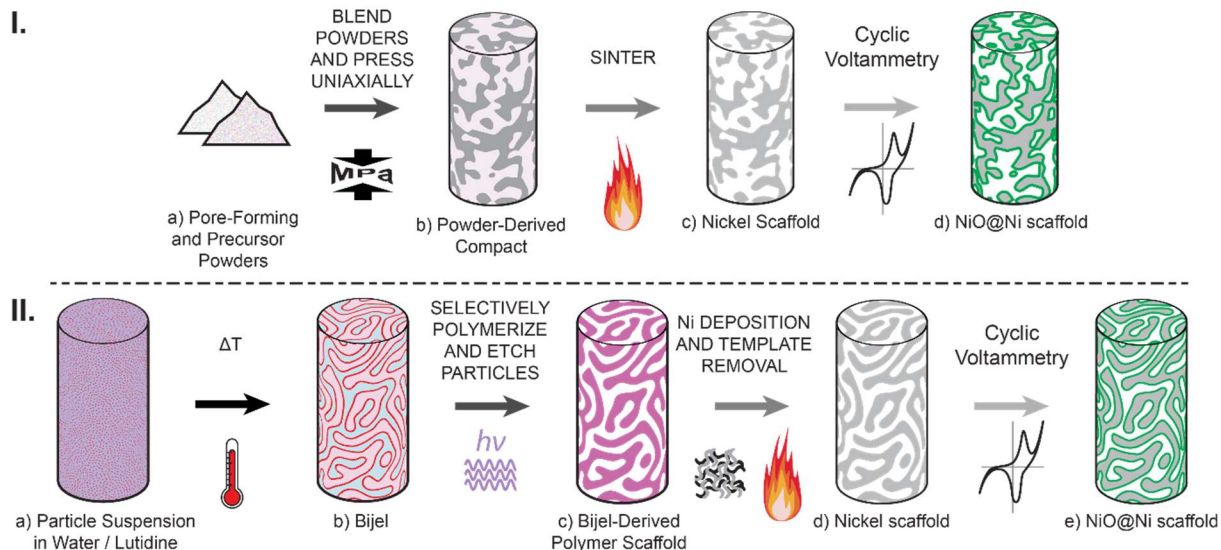 I.
BLEND
POWDERS
AND PRESS
UNIAXIALLY
MPa
SINTER
Cyclic
Voltammetry
a) Pore-Forming
and Precursor
Powders
b) Powder-Derived
Compact
c) Nickel Scaffold
d) NiO@Ni scaffold
II.
ΔT
SELECTIVELY
POLYMERIZE
AND ETCH
PARTICLES
hν
Ni DEPOSITION
AND TEMPLATE
REMOVAL
Cyclic
Voltammetry
a) Particle Suspension
in Water / Lutidine
b) Bijel
c) Bijel-Derived
Polymer Scaffold
d) Nickel scaffold
e) NiO@Ni scaffold